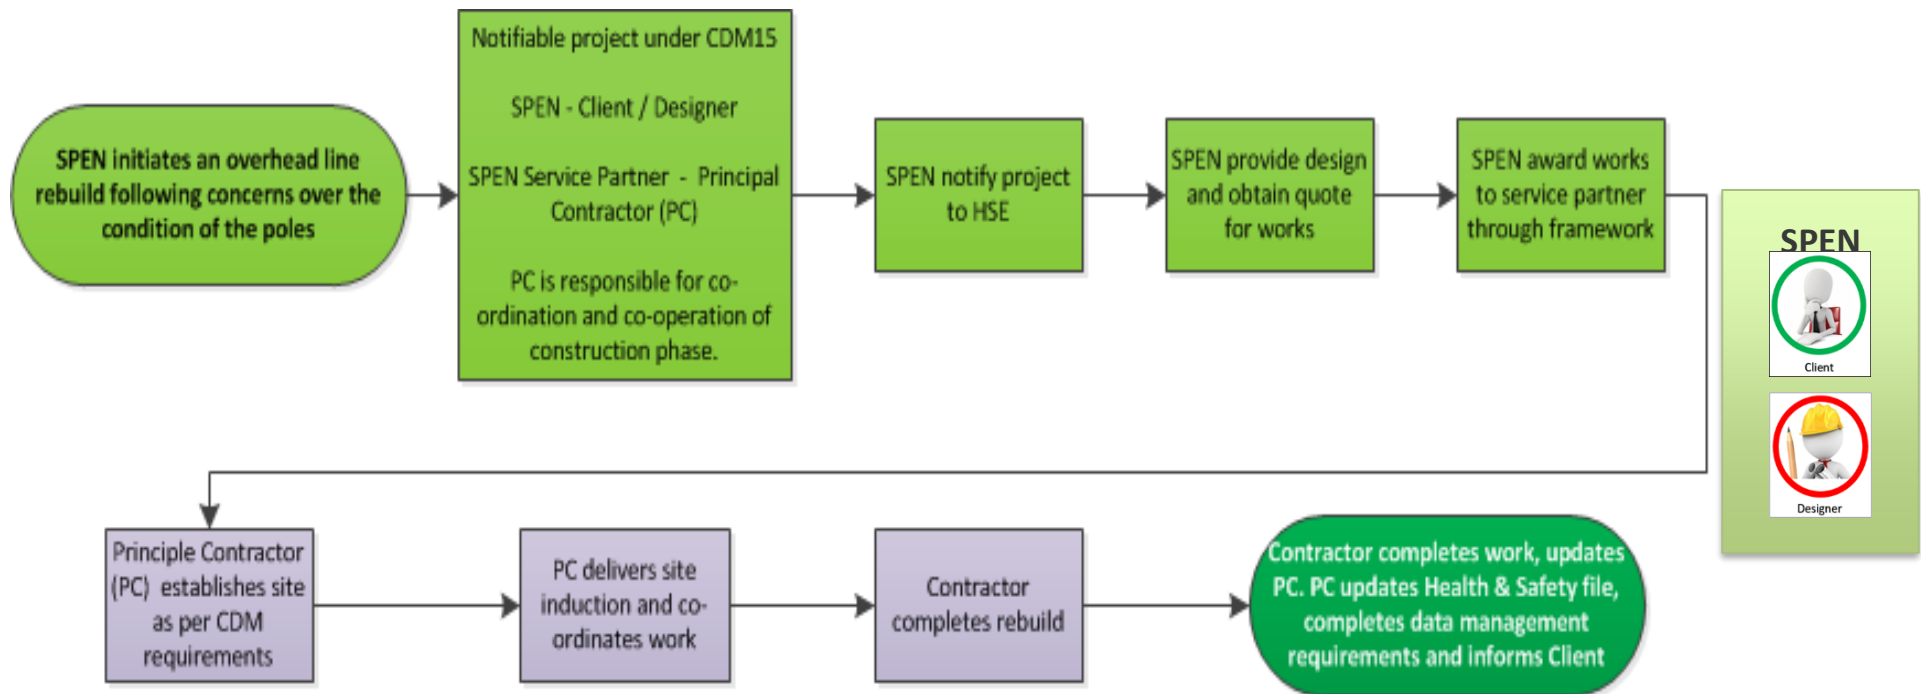 SPEN initiates an overhead line
rebuild following concerns over the
condition of the poles
Notifiable project under CDM15
SPEN - Client / Designer
SPEN Service Partner - Principal
Contractor (PC)
PC is responsible for co-
ordination and co-operation of
construction phase.
SPEN notify project
to HSE
SPEN provide design
and obtain quote
for works
SPEN award works
to service partner
through framework
SPEN
Client
Designer
Principle Contractor
(PC) establishes site
as per CDM
requirements
PC delivers site
induction and co-
ordinates work
Contractor
completes rebuild
Contractor completes work, updates
PC. PC updates Health & Safety file,
completes data management
requirements and informs Client